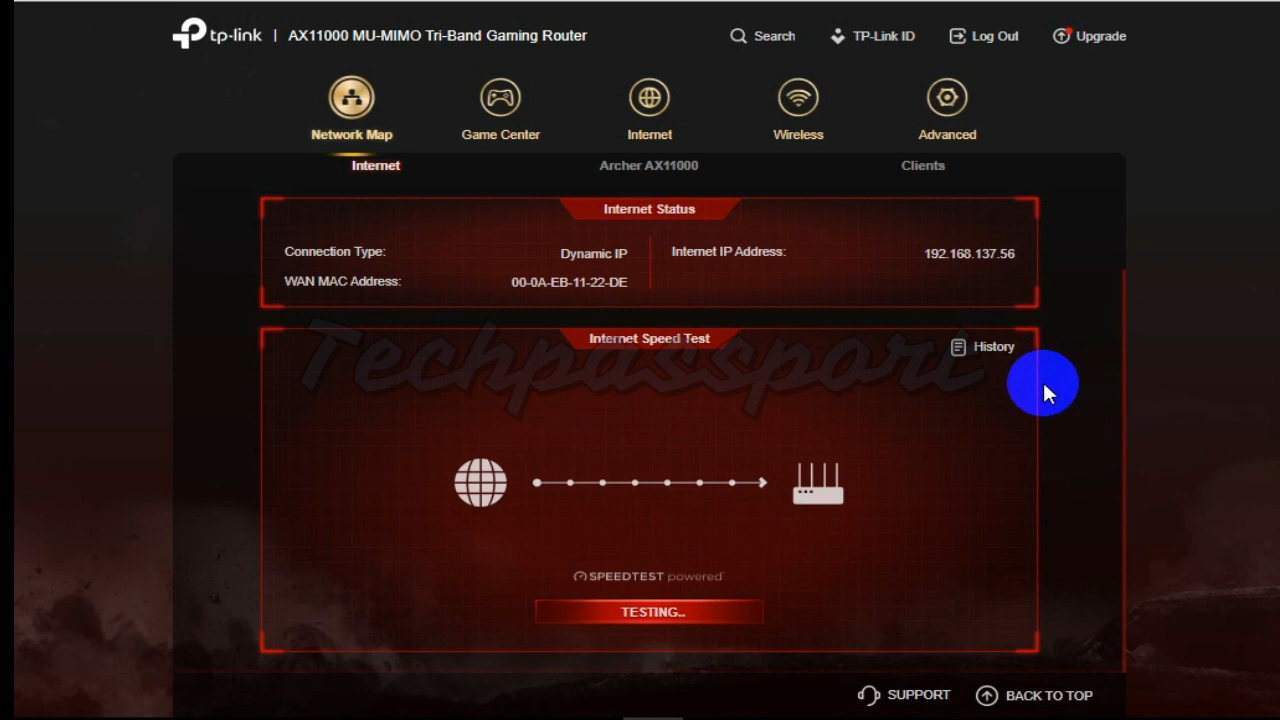 tp-link | AX11000 MU-MIMO Tri-Band Gaming Router
Search TP-Link ID Log Out Upgrade
Network Map Game Center Internet Wireless Advanced
Internet Archer AX11000 Clients
Internet Status
Connection Type: Dynamic IP Internet IP Address: 192.168.137.56
WAN MAC Address: 00-0A-EB-11-22-DE
Internet Speed Test
History
Techpassport
SPEEDTEST powered
TESTING..
SUPPORT BACK TO TOP